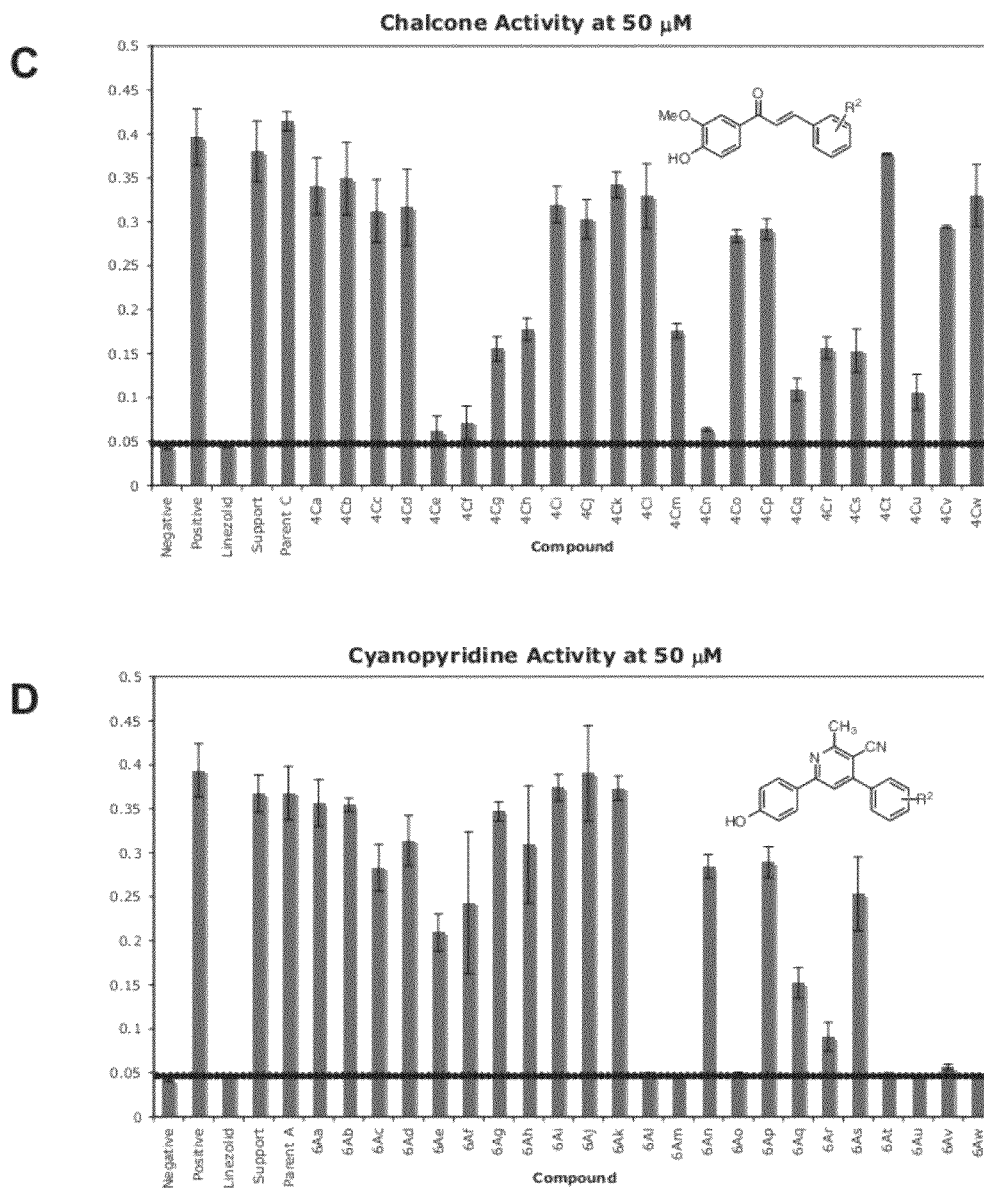 C
Chalcone Activity at 50 μM
0.5
0.45
0.4
0.35
0.3
0.25
0.2
0.15
0.1
0.05
0
O
MeO
HO
R²
Negative
Positive
Linezolid
Support
Parent C
4Ca
4Cb
4Cc
4Cd
4Ce
4Cf
4Cg
4Ch
4Ci
4Cj
4Ck
4Cl
4Cm
4Cn
4Co
4Cp
4Cq
4Cr
4Cs
4Ct
4Cu
4Cv
4Cw
Compound
D
Cyanopyridine Activity at 50 μM
0.5
0.45
0.4
0.35
0.3
0.25
0.2
0.15
0.1
0.05
0
CH₃
N
CN
HO
R²
Negative
Positive
Linezolid
Support
Parent A
6Aa
6Ab
6Ac
6Ad
6Ae
6Af
6Ag
6Ah
6Ai
6Aj
6Ak
6Al
6Am
6An
6Ao
6Ap
6Aq
6Ar
6As
6At
6Au
6Av
6Aw
Compound